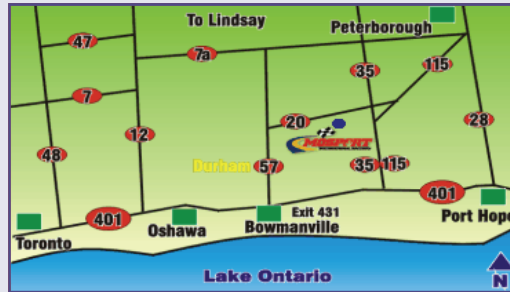 To Lindsay
Peterborough
47
7a
35
115
7
20
28
48
12
MOSPORT
Durham
57
35
115
401
401
Port Hope
Toronto
Oshawa
Exit 431
Bowmanville
Lake Ontario
N